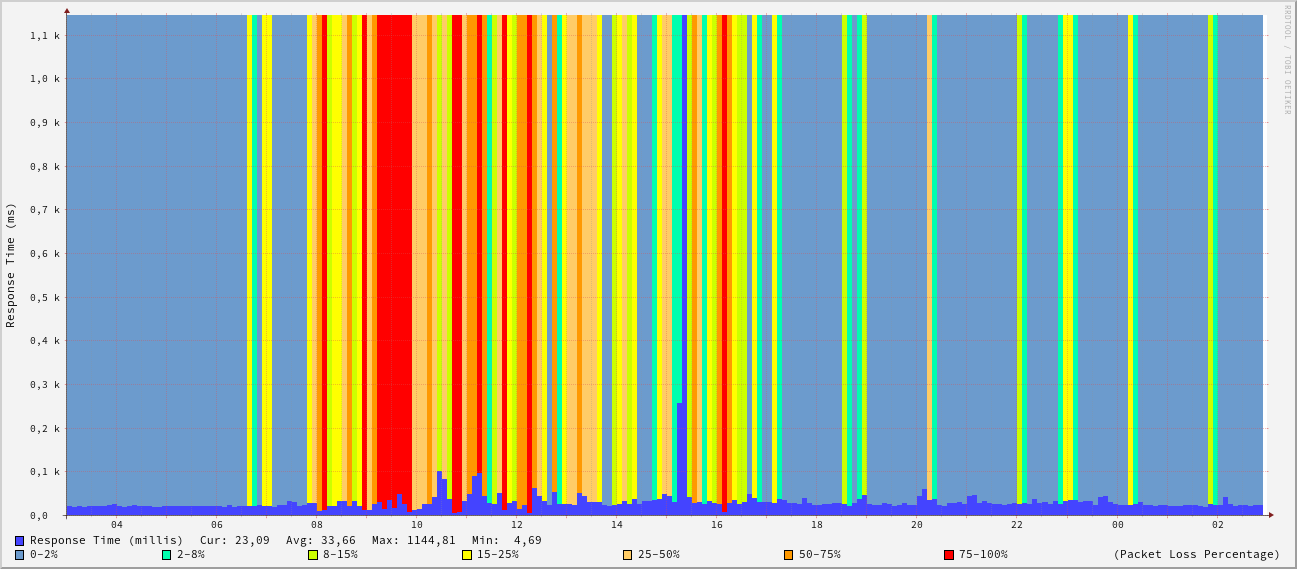 RRDTOOL / TOBI OETIKER
Response Time (ms)
1,1 k
1,0 k
0,9 k
0,8 k
0,7 k
0,6 k
0,5 k
0,4 k
0,3 k
0,2 k
0,1 k
0,0
04 06 08 10 12 14 16 18 20 22 00 02
Response Time (millis) Cur: 23,09 Avg: 33,66 Max: 1144,81 Min: 4,69
0-2% 2-8% 8-15% 15-25% 25-50% 50-75% 75-100% (Packet Loss Percentage)